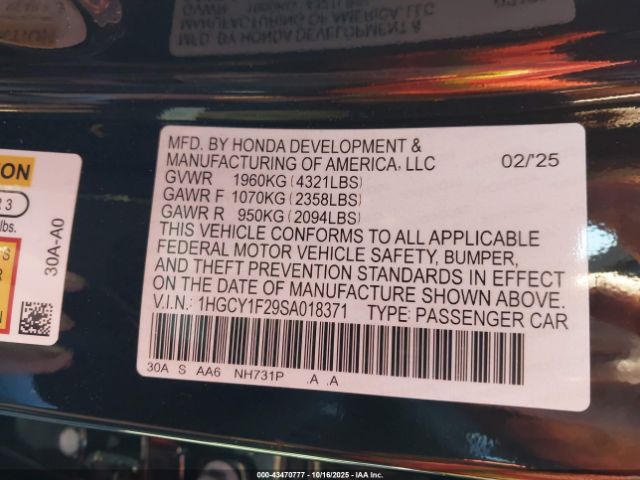 MFD. BY HONDA DEVELOPMENT &
MANUFACTURING OF AMERICA, LLC 02/25
GVWR 1960KG (4321LBS)
GAWR F 1070KG (2358LBS)
GAWR R 950KG (2094LBS)
THIS VEHICLE CONFORMS TO ALL APPLICABLE
FEDERAL MOTOR VEHICLE SAFETY, BUMPER,
AND THEFT PREVENTION STANDARDS IN EFFECT
ON THE DATE OF MANUFACTURE SHOWN ABOVE.
V.I.N.: 1HGCY1F29SA018371 TYPE: PASSENGER CAR
30A S AA6 NH731P .A .A
ION
R 3
lbs.
30A-A0
000-43470777 - 10/16/2025 - IAA Inc.